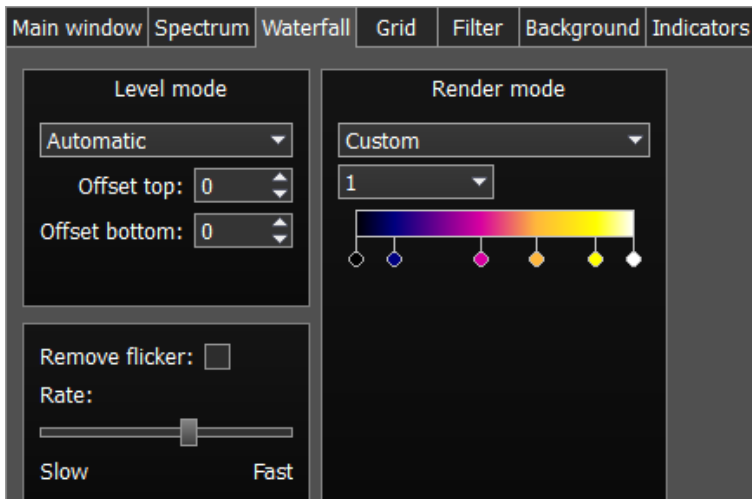 Main window Spectrum Waterfall Grid Filter Background Indicators
Level mode
Automatic
Offset top: 0
Offset bottom: 0
Remove flicker:
Rate:
Slow Fast
Render mode
Custom
1